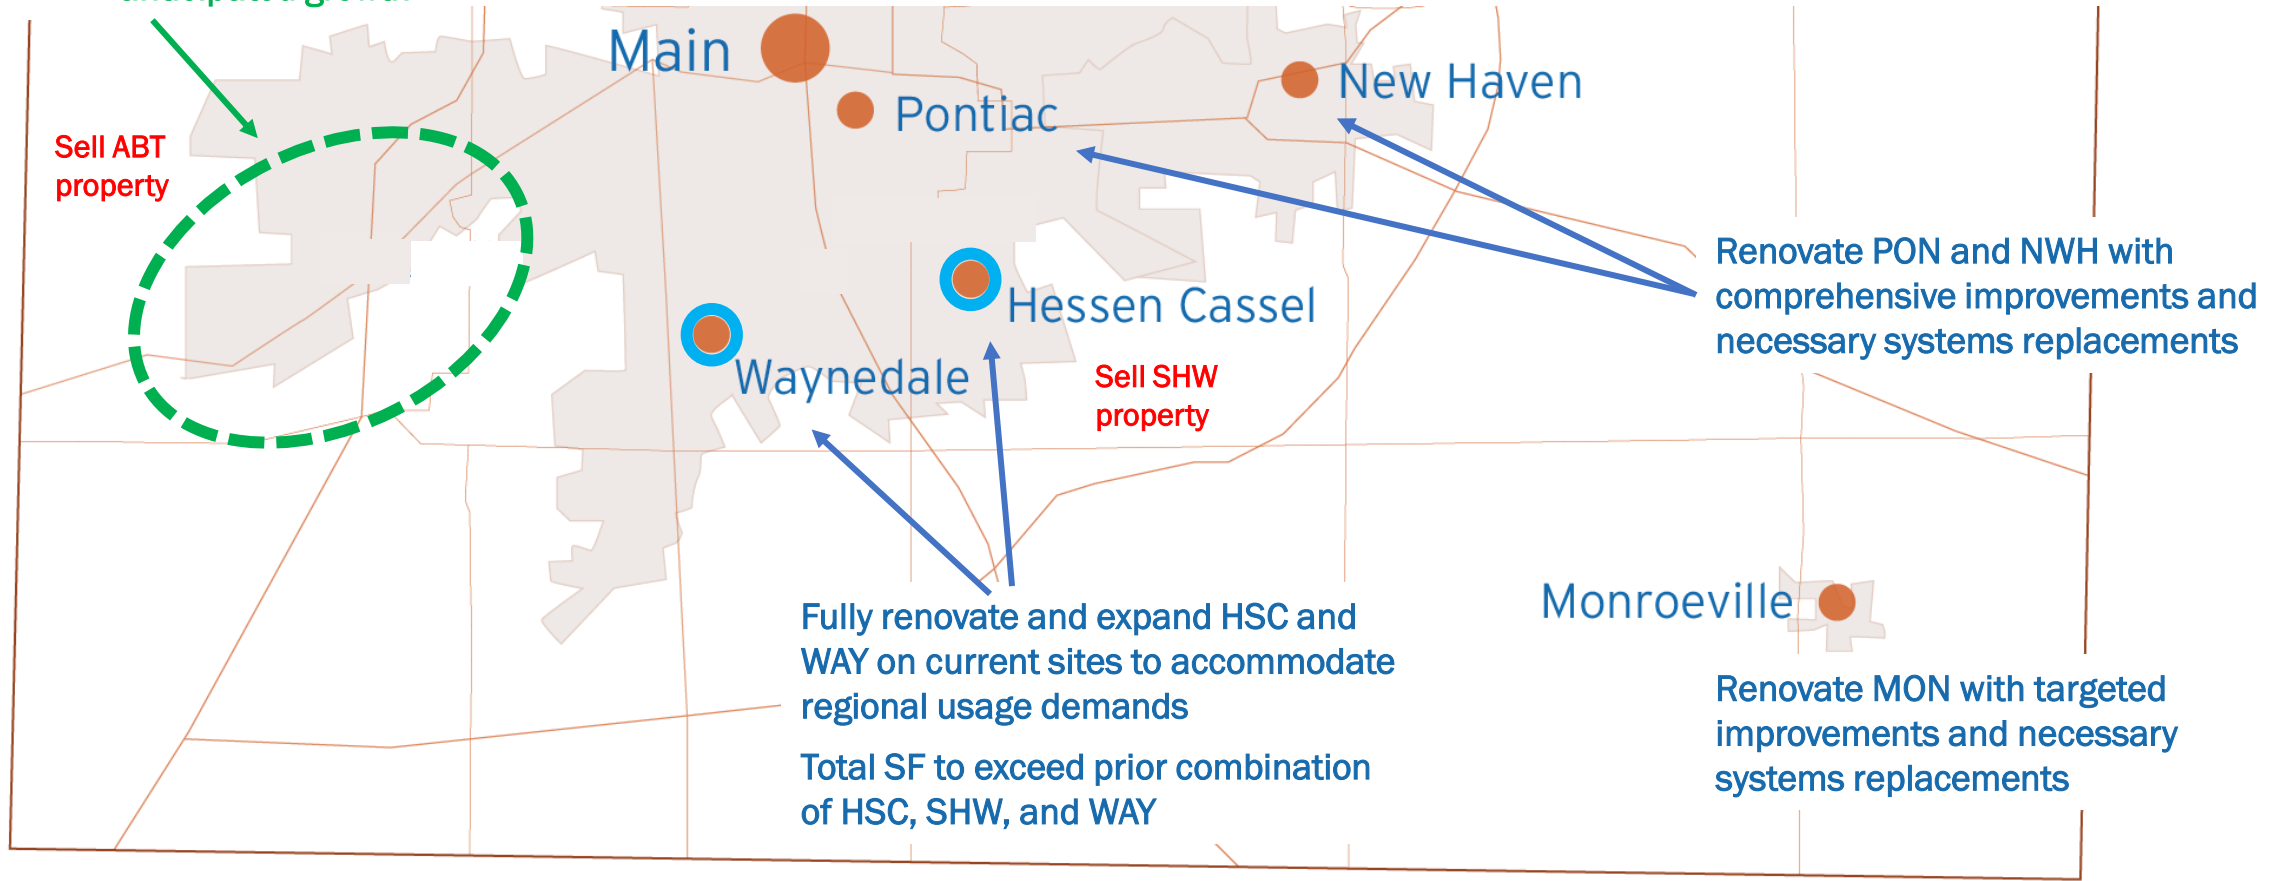 anticipated growth
Main
New Haven
Pontiac
Sell ABT
property
Renovate PON and NWH with
comprehensive improvements and
necessary systems replacements
Hessen Cassel
Waynedale
Sell SHW
property
Monroeville
Fully renovate and expand HSC and
WAY on current sites to accommodate
regional usage demands
Total SF to exceed prior combination
of HSC, SHW, and WAY
Renovate MON with targeted
improvements and necessary
systems replacements